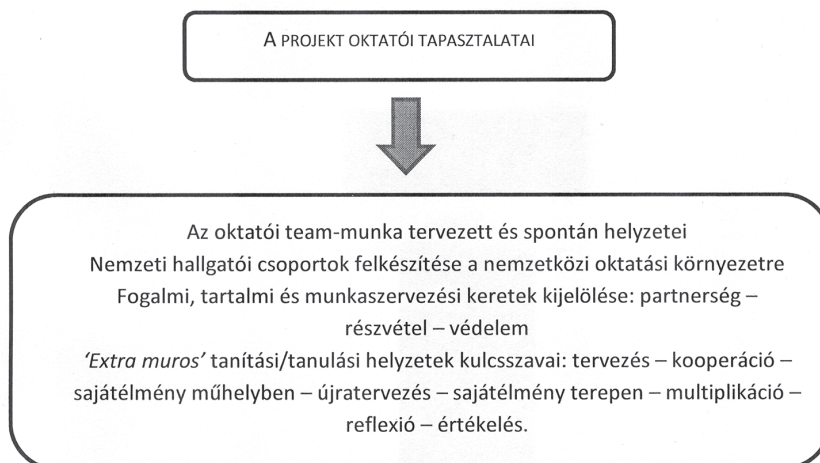 A PROJEKT OKTATÓI TAPASZTALATAI
Az oktatói team-munka tervezett és spontán helyzetei
Nemzeti hallgatói csoportok felkészítése a nemzetközi oktatási környezetre
Fogalmi, tartalmi és munkaszervezési keretek kijelölése: partnerség –
részvétel – védelem
‘Extra muros’ tanítási/tanulási helyzetek kulcsszavai: tervezés – kooperáció –
sajátélmény műhelyben – újratervezés – sajátélmény terepen – multiplikáció –
reflexió – értékelés.